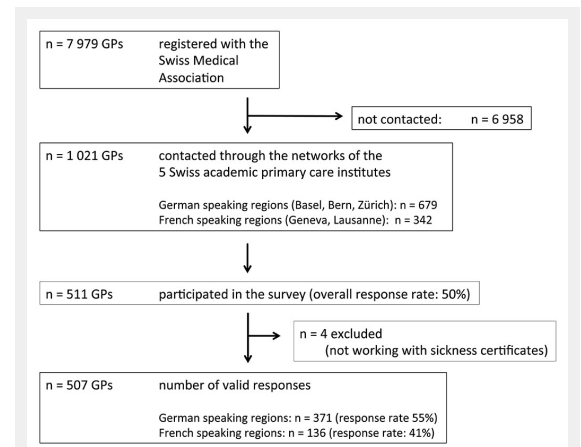 n = 7 979 GPs registered with the
Swiss Medical
Association
not contacted: n = 6 958
n = 1 021 GPs contacted through the networks of the
5 Swiss academic primary care institutes
German speaking regions (Basel, Bern, Zürich): n = 679
French speaking regions (Geneva, Lausanne): n = 342
n = 511 GPs participated in the survey (overall response rate: 50%)
n = 4 excluded
(not working with sickness certificates)
n = 507 GPs number of valid responses
German speaking regions: n = 371 (response rate 55%)
French speaking regions: n = 136 (response rate: 41%)